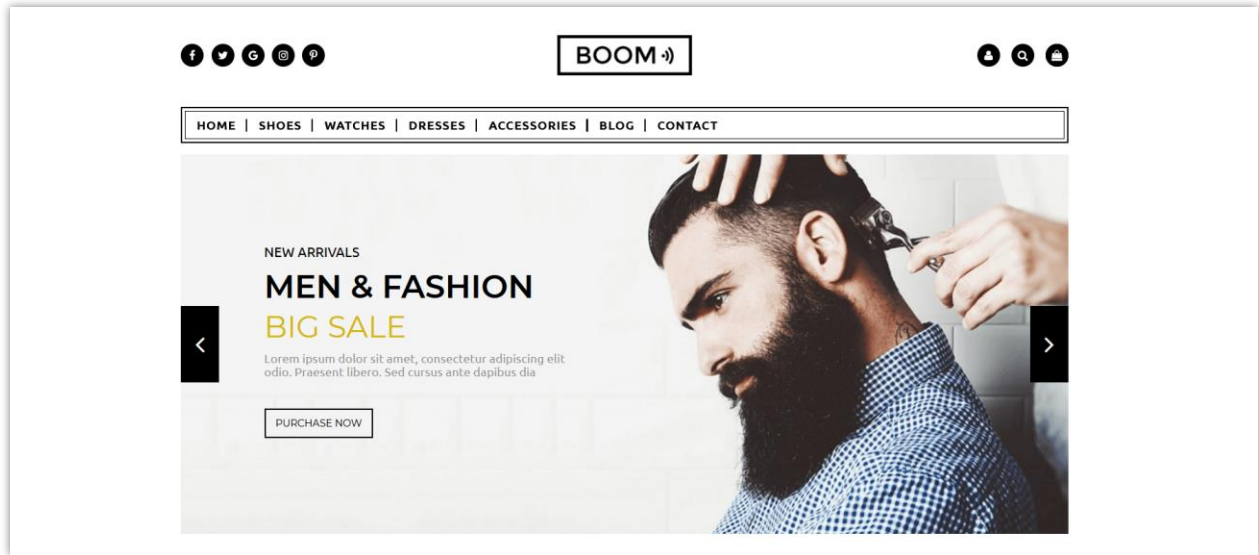 BOOM
HOME | SHOES | WATCHES | DRESSES | ACCESSORIES | BLOG | CONTACT
NEW ARRIVALS
MEN & FASHION
BIG SALE
Lorem ipsum dolor sit amet, consectetur adipiscing elit
odio. Praesent libero. Sed cursus ante dapibus dia
PURCHASE NOW